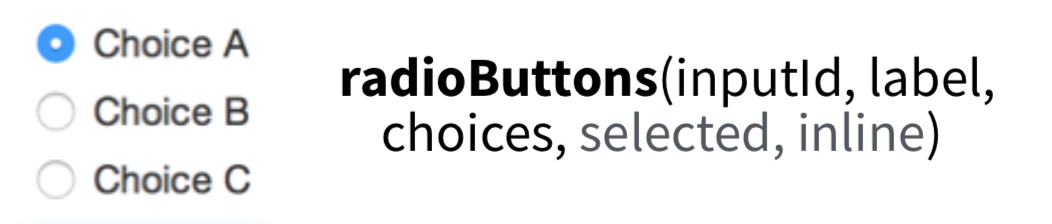 Choice A
Choice B
Choice C
radioButtons(inputId, label,
choices, selected, inline)